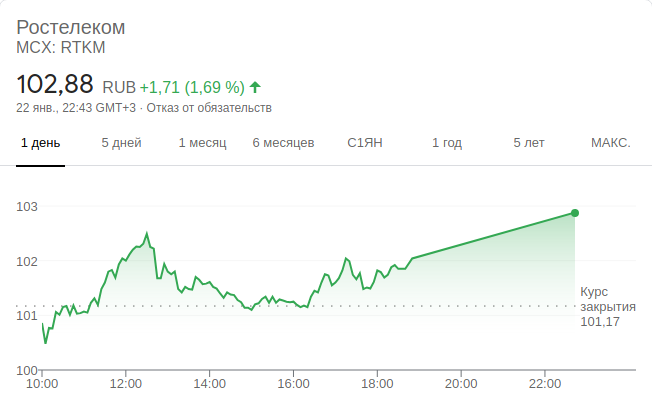 Ростелеком
MCX: RTKM
102,88 RUB +1,71 (1,69 %)
22 янв., 22:43 GMT+3 · Отказ от обязательств
1 день 5 дней 1 месяц 6 месяцев С1ЯН 1 год 5 лет МАКС.
103
102
101
100
Курс
закрытия
101,17
10:00 12:00 14:00 16:00 18:00 20:00 22:00